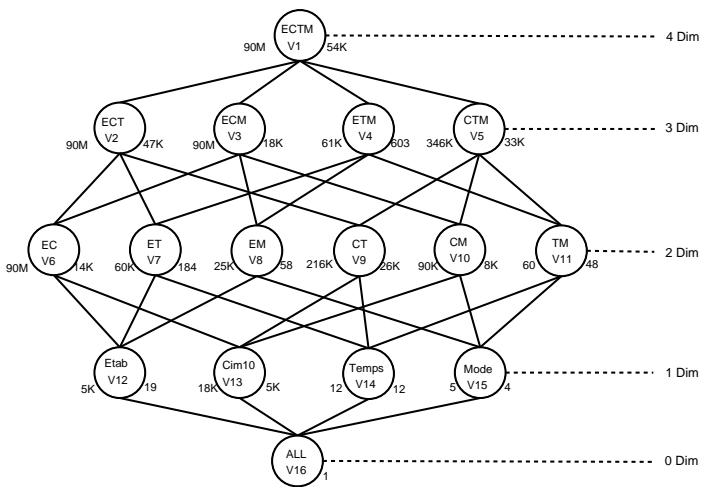 ECTM
V1
90M 54K
4 Dim
ECT
V2
90M 47K
ECM
V3
90M 18K
ETM
V4
61K 603
CTM
V5
346K 33K
3 Dim
EC
V6
90M 14K
ET
V7
60K 184
EM
V8
25K 58
CT
V9
216K 26K
CM
V10
90K 8K
TM
V11
60 48
2 Dim
Etab
V12
5K 19
Cim10
V13
18K 5K
Temps
V14
12 12
Mode
V15
5 4
1 Dim
ALL
V16
1
0 Dim